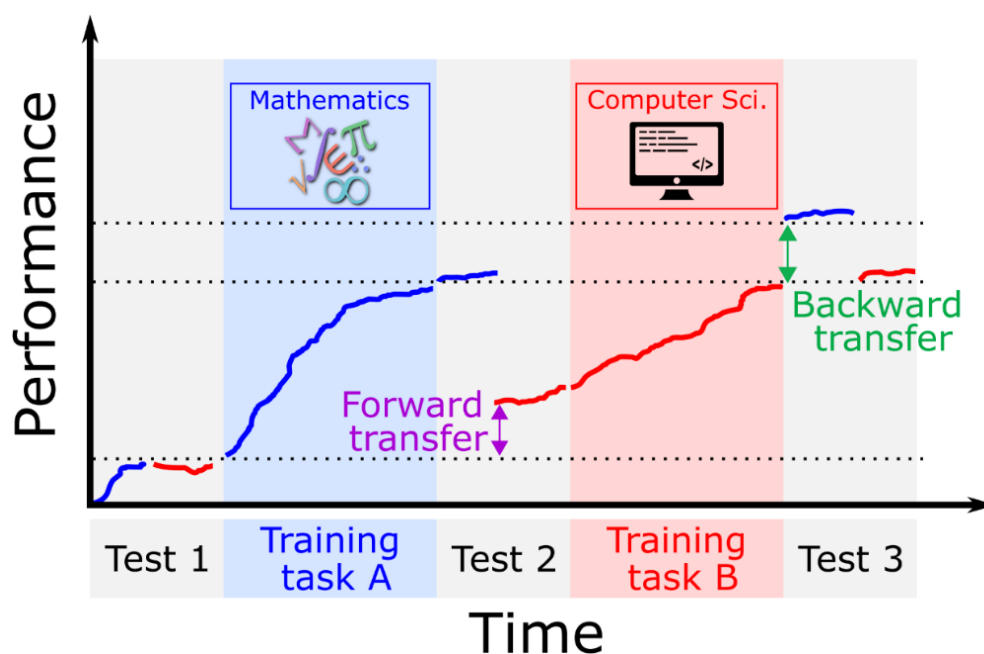 Performance
Mathematics
Computer Sci.
</>
Forward
transfer
Backward
transfer
Test 1
Training
task A
Test 2
Training
task B
Test 3
Time